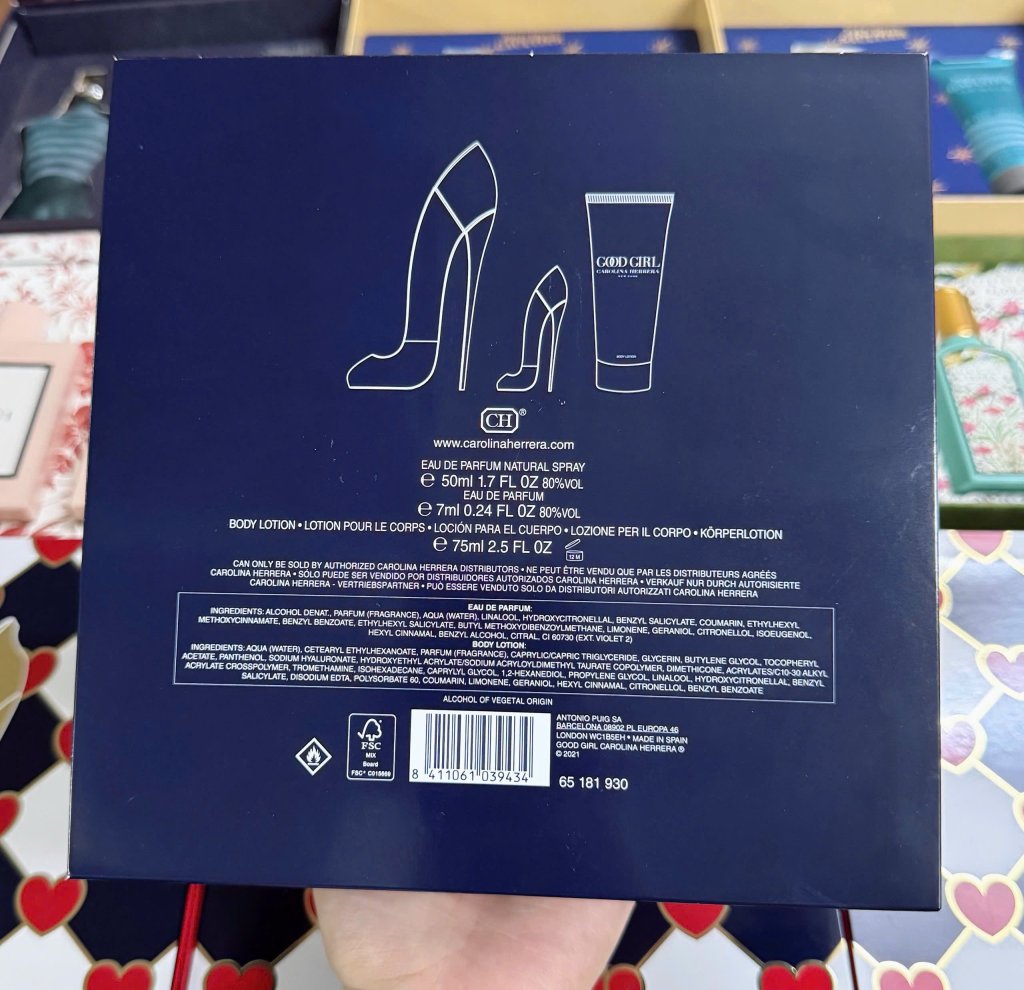 GOOD GIRL
CAROLINA HERRERA
NEW YORK
BODY LOTION
CH®
www.carolinaherrera.com
EAU DE PARFUM NATURAL SPRAY
℮ 50ml 1.7 FL OZ 80%VOL
EAU DE PARFUM
℮ 7ml 0.24 FL OZ 80%VOL
BODY LOTION • LOTION POUR LE CORPS • LOCIÓN PARA EL CUERPO • LOZIONE PER IL CORPO • KÖRPERLOTION
℮ 75ml 2.5 FL OZ 12 M
CAN ONLY BE SOLD BY AUTHORIZED CAROLINA HERRERA DISTRIBUTORS • NE PEUT ÊTRE VENDU QUE PAR LES DISTRIBUTEURS AGRÉÉS
CAROLINA HERRERA • SÓLO PUEDE SER VENDIDO POR DISTRIBUIDORES AUTORIZADOS CAROLINA HERRERA • VERKAUF NUR DURCH AUTORISIERTE
CAROLINA HERRERA - VERTRIEBSPARTNER • PUÒ ESSERE VENDUTO SOLO DA DISTRIBUTORI AUTORIZZATI CAROLINA HERRERA
EAU DE PARFUM:
INGREDIENTS: ALCOHOL DENAT., PARFUM (FRAGRANCE), AQUA (WATER), LINALOOL, HYDROXYCITRONELLAL, BENZYL SALICYLATE, COUMARIN, ETHYLHEXYL
METHOXYCINNAMATE, BENZYL BENZOATE, ETHYLHEXYL SALICYLATE, BUTYL METHOXYDIBENZOYLMETHANE, LIMONENE, GERANIOL, CITRONELLOL, ISOEUGENOL,
HEXYL CINNAMAL, BENZYL ALCOHOL, CITRAL, CI 60730 (EXT. VIOLET 2)
BODY LOTION:
INGREDIENTS: AQUA (WATER), CETEARYL ETHYLHEXANOATE, PARFUM (FRAGRANCE), CAPRYLIC/CAPRIC TRIGLYCERIDE, GLYCERIN, BUTYLENE GLYCOL, TOCOPHERYL
ACETATE, PANTHENOL, SODIUM HYALURONATE, HYDROXYETHYL ACRYLATE/SODIUM ACRYLOYLDIMETHYL TAURATE COPOLYMER, DIMETHICONE, ACRYLATES/C10-30 ALKYL
ACRYLATE CROSSPOLYMER, TROMETHAMINE, ISOHEXADECANE, CAPRYLYL GLYCOL, 1,2-HEXANEDIOL, PROPYLENE GLYCOL, LINALOOL, HYDROXYCITRONELLAL, BENZYL
SALICYLATE, DISODIUM EDTA, POLYSORBATE 60, COUMARIN, LIMONENE, GERANIOL, HEXYL CINNAMAL, CITRONELLOL, BENZYL BENZOATE
ALCOHOL OF VEGETAL ORIGIN
FSC
MIX
Board
FSC® C015669
8 411061 039434
ANTONIO PUIG SA
BARCELONA 08902 PL EUROPA 46
LONDON WC1B5EH • MADE IN SPAIN
GOOD GIRL CAROLINA HERRERA ®
© 2021
65 181 930